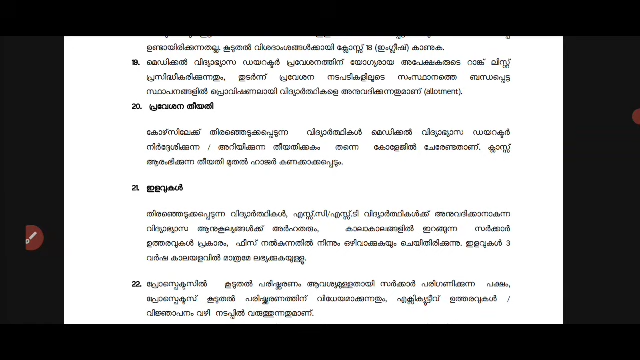 ഉണ്ടായിരിക്കുന്നതല്ല. കൂടുതൽ വിശദാംശങ്ങൾക്കായി ക്ലോസ്സ് 18 (ഇംഗ്ലീഷ്) കാണുക.
19. മെഡിക്കൽ വിദ്യാഭ്യാസ ഡയറക്ടർ പ്രവേശനത്തിന് യോഗ്യരായ അപേക്ഷകരുടെ റാങ്ക് ലിസ്റ്റ്
പ്രസിദ്ധീകരിക്കുന്നതും, തുടർന്ന് പ്രവേശന നടപടികളിലൂടെ സംസ്ഥാനത്തെ ബന്ധപ്പെട്ട
സ്ഥാപനങ്ങളിൽ പ്രൊവിഷണലായി വിദ്യാർത്ഥികളെ അനുവദിക്കുന്നതുമാണ് (allotment).
20. പ്രവേശന തീയതി
കോഴ്സിലേക്ക് തിരഞ്ഞെടുക്കപ്പെടുന്ന വിദ്യാർത്ഥികൾ മെഡിക്കൽ വിദ്യാഭ്യാസ ഡയറക്ടർ
നിർദ്ദേശിക്കുന്ന / അറിയിക്കുന്ന തീയതിക്കകം തന്നെ കോളേജിൽ ചേരേണ്ടതാണ്. ക്ലാസ്സ്
ആരംഭിക്കുന്ന തീയതി മുതൽ ഹാജർ കണക്കാക്കപ്പെടും.
21. ഇളവുകൾ
തിരഞ്ഞെടുക്കപ്പെടുന്ന വിദ്യാർത്ഥികൾ, എസ്സ്.സി/എസ്സ്.ടി വിദ്യാർത്ഥികൾക്ക് അനുവദിക്കാനാകുന്ന
വിദ്യാഭ്യാസ ആനുകൂല്യങ്ങൾക്ക് അർഹതരും, കാലാകാലങ്ങളിൽ ഇറങ്ങുന്ന സർക്കാർ
ഉത്തരവുകൾ പ്രകാരം, ഫീസ് നൽകുന്നതിൽ നിന്നും ഒഴിവാക്കുകയും ചെയ്തിരിക്കുന്നു. ഇളവുകൾ 3
വർഷ കാലയളവിൽ മാത്രമേ ലഭ്യക്കുകയുള്ളൂ.
22. പ്രോസ്പെക്ടസിൽ കൂടുതൽ പരിഷ്കരണം ആവശ്യമുള്ളതായി സർക്കാർ പരിഗണിക്കുന്ന പക്ഷം,
പ്രോസ്പെക്ടസ് കൂടുതൽ പരിഷ്കരണത്തിന് വിധേയമാക്കുന്നതും, എക്സിക്യൂട്ടീവ് ഉത്തരവുകൾ /
വിജ്ഞാപനം വഴി നടപ്പിൽ വരുത്തുന്നതുമാണ്.